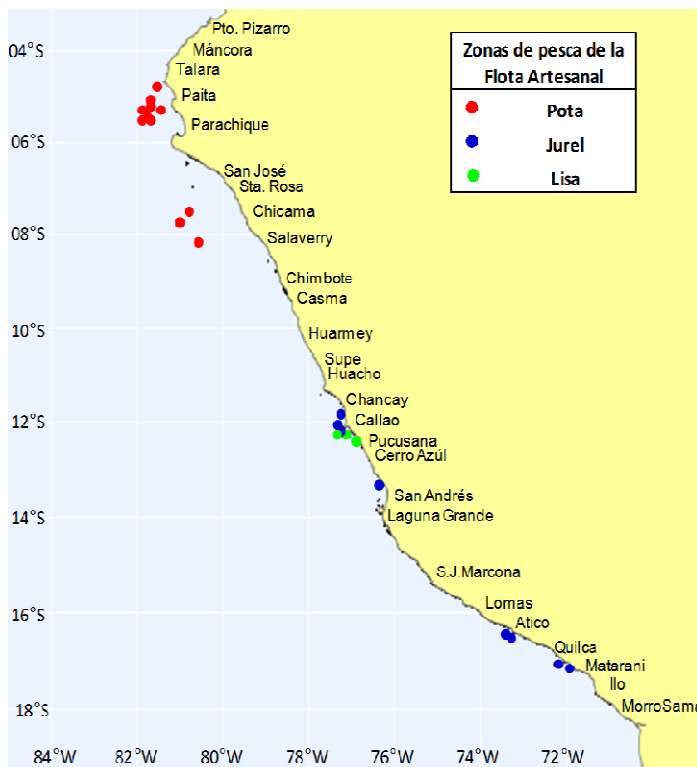 Zonas de pesca de la
Flota Artesanal
Pota
Jurel
Lisa
Pto. Pizarro
Máncora
Talara
Paita
Parachique
San José
Sta. Rosa
Chicama
Salaverry
Chimbote
Casma
Huarmey
Supe
Huacho
Chancay
Callao
Pucusana
Cerro Azúl
San Andrés
Laguna Grande
S.J.Marcona
Lomas
Atico
Quilca
Matarani
Ilo
MorroSama
04°S
06°S
08°S
10°S
12°S
14°S
16°S
18°S
84°W 82°W 80°W 78°W 76°W 74°W 72°W